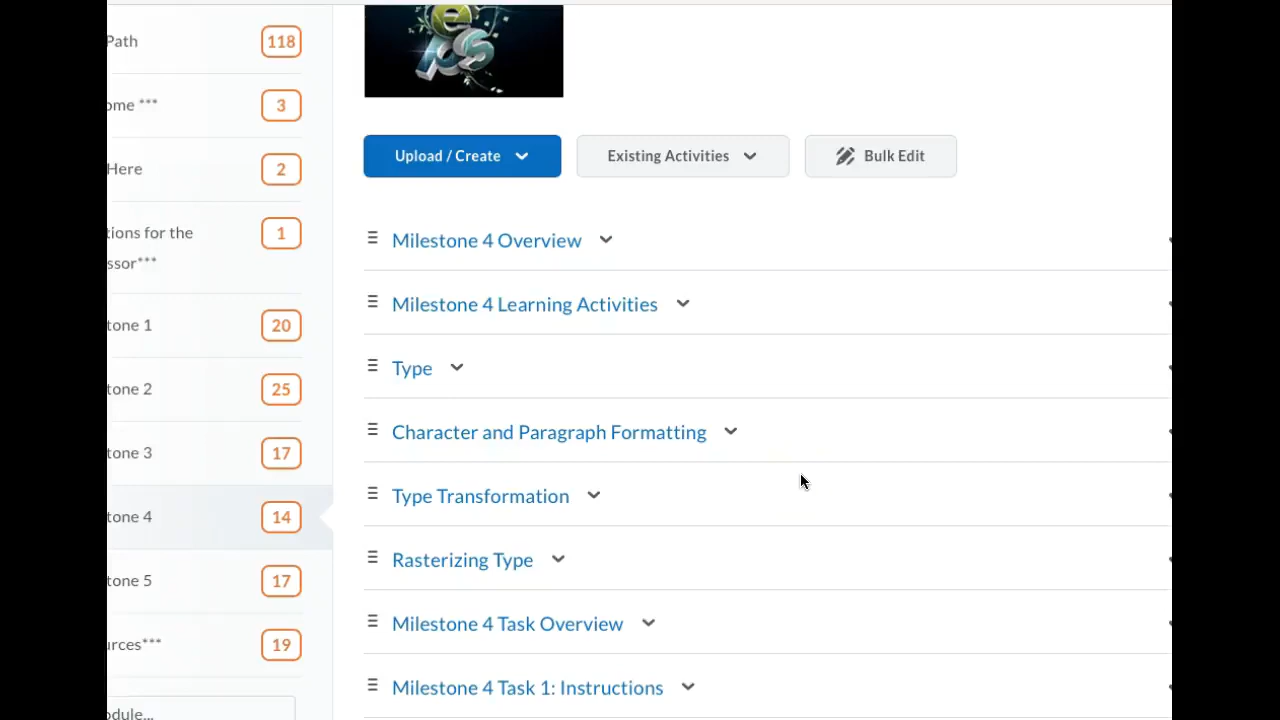 Path
118
ome ***
3
Here
2
tions for the
ssor***
1
tone 1
20
tone 2
25
tone 3
17
tone 4
14
tone 5
17
urces***
19
odule...
Upload / Create
Existing Activities
Bulk Edit
Milestone 4 Overview
Milestone 4 Learning Activities
Type
Character and Paragraph Formatting
Type Transformation
Rasterizing Type
Milestone 4 Task Overview
Milestone 4 Task 1: Instructions